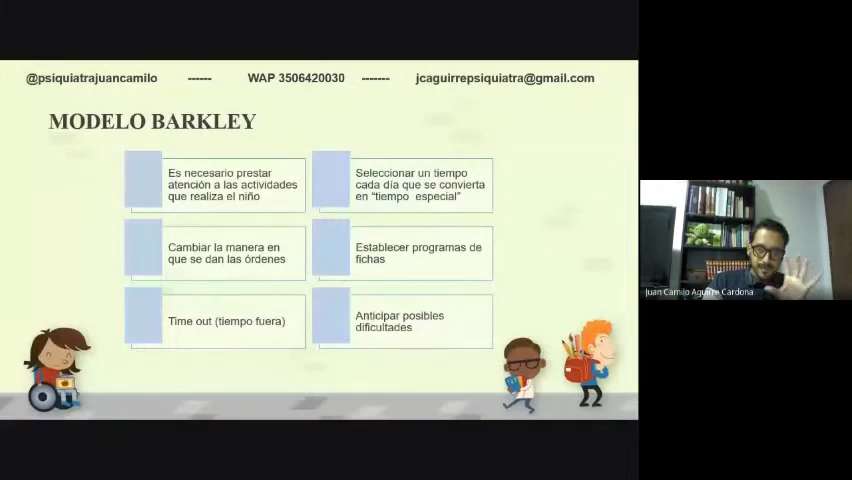 @psiquiatrajuancamilo ------ WAP 3506420030 ------- jcaguirrepsiquiatra@gmail.com
MODELO BARKLEY
Es necesario prestar
atención a las actividades
que realiza el niño
Seleccionar un tiempo
cada día que se convierta
en “tiempo especial”
Cambiar la manera en
que se dan las órdenes
Establecer programas de
fichas
Time out (tiempo fuera)
Anticipar posibles
dificultades
Juan Camilo Aguirre Cardona